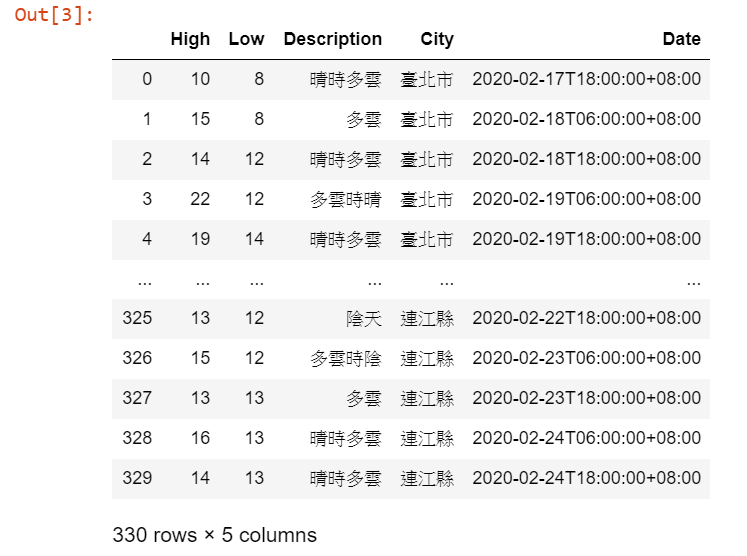 Out[3]:
High Low Description City Date
0 10 8 晴時多雲 臺北市 2020-02-17T18:00:00+08:00
1 15 8 多雲 臺北市 2020-02-18T06:00:00+08:00
2 14 12 晴時多雲 臺北市 2020-02-18T18:00:00+08:00
3 22 12 多雲時晴 臺北市 2020-02-19T06:00:00+08:00
4 19 14 晴時多雲 臺北市 2020-02-19T18:00:00+08:00
... ... ... ... ... ...
325 13 12 陰天 連江縣 2020-02-22T18:00:00+08:00
326 15 12 多雲時陰 連江縣 2020-02-23T06:00:00+08:00
327 13 13 多雲 連江縣 2020-02-23T18:00:00+08:00
328 16 13 晴時多雲 連江縣 2020-02-24T06:00:00+08:00
329 14 13 晴時多雲 連江縣 2020-02-24T18:00:00+08:00
330 rows × 5 columns